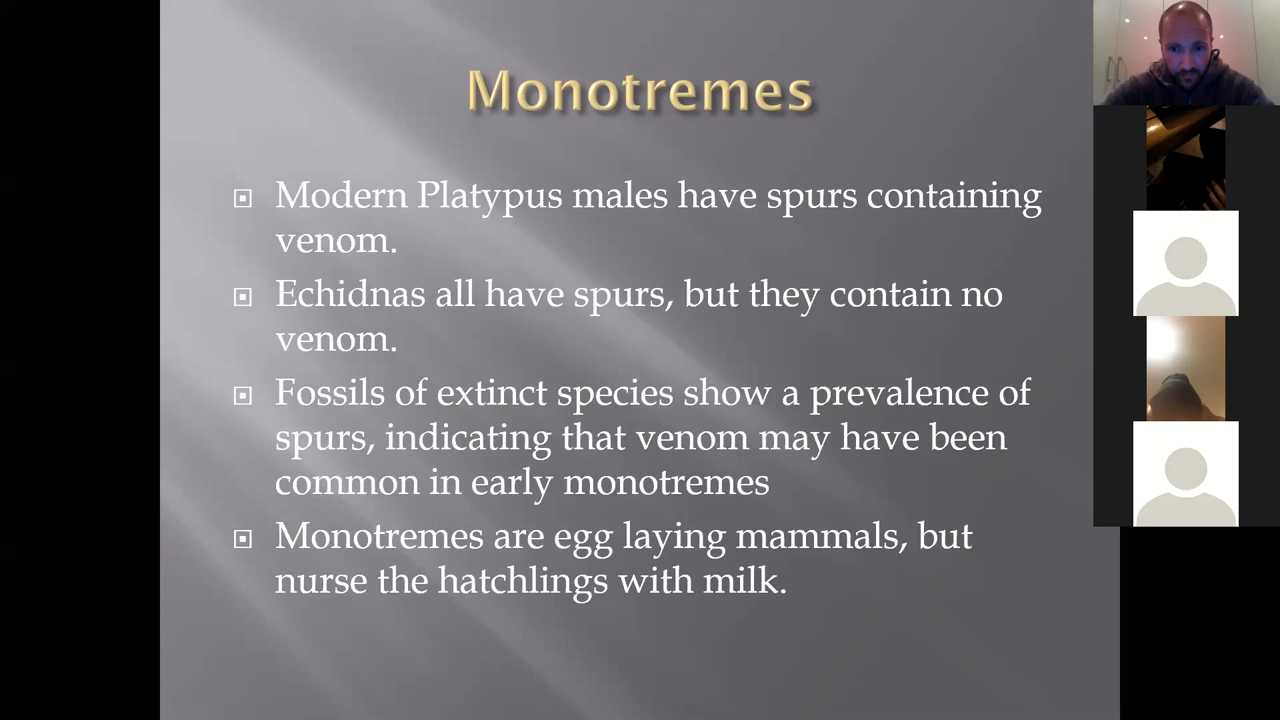 Monotremes
Modern Platypus males have spurs containing
venom.
Echidnas all have spurs, but they contain no
venom.
Fossils of extinct species show a prevalence of
spurs, indicating that venom may have been
common in early monotremes
Monotremes are egg laying mammals, but
nurse the hatchlings with milk.